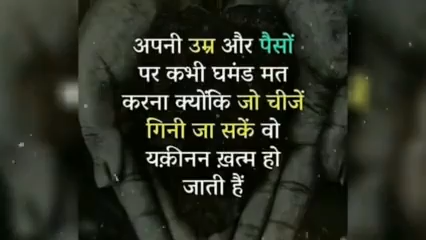 अपनी उम्र और पैसों
पर कभी घमंड मत
करना क्योंकि जो चीजें
गिनी जा सकें वो
यक़ीनन ख़त्म हो
जाती हैं